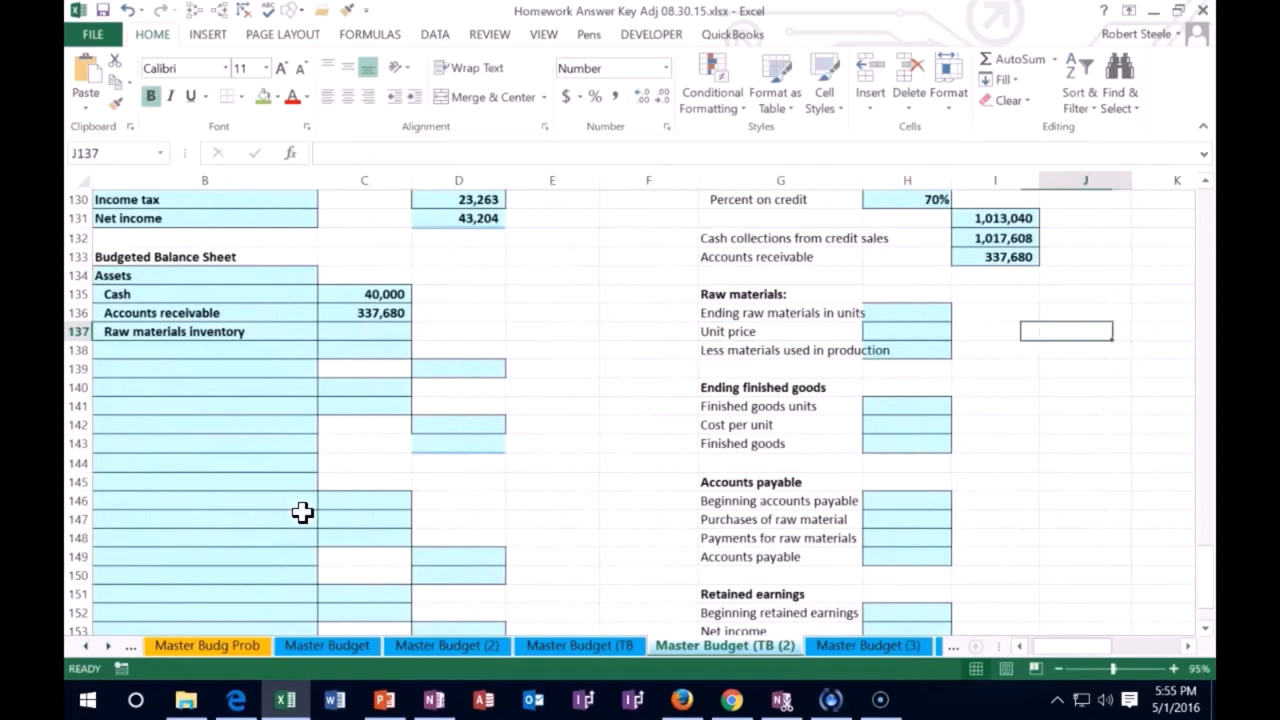 Homework Answer Key Adj 08.30.15.xlsx - Excel
FILE HOME INSERT PAGE LAYOUT FORMULAS DATA REVIEW VIEW Pens DEVELOPER QuickBooks Robert Steele
Calibri 11 Wrap Text Number AutoSum
Paste B I U Merge & Center $ % Conditional Formatting Format as Table Cell Styles Insert Delete Format Fill Clear Sort & Filter Find & Select
Clipboard Font Alignment Number Styles Cells Editing
J137 fx
B C D E F G H I J K
130 Income tax 23,263 Percent on credit 70%
131 Net income 43,204 1,013,040
132 Cash collections from credit sales 1,017,608
133 Budgeted Balance Sheet Accounts receivable 337,680
134 Assets
135 Cash 40,000 Raw materials:
136 Accounts receivable 337,680 Ending raw materials in units
137 Raw materials inventory Unit price
138 Less materials used in production
139
140 Ending finished goods
141 Finished goods units
142 Cost per unit
143 Finished goods
144
145 Accounts payable
146 Beginning accounts payable
147 Purchases of raw material
148 Payments for raw materials
149 Accounts payable
150
151 Retained earnings
152 Beginning retained earnings
153 Net income
... Master Budg Prob Master Budget Master Budget (2) Master Budget (TB Master Budget (TB (2) Master Budget (3) ...
READY 95%
5:55 PM
5/1/2016